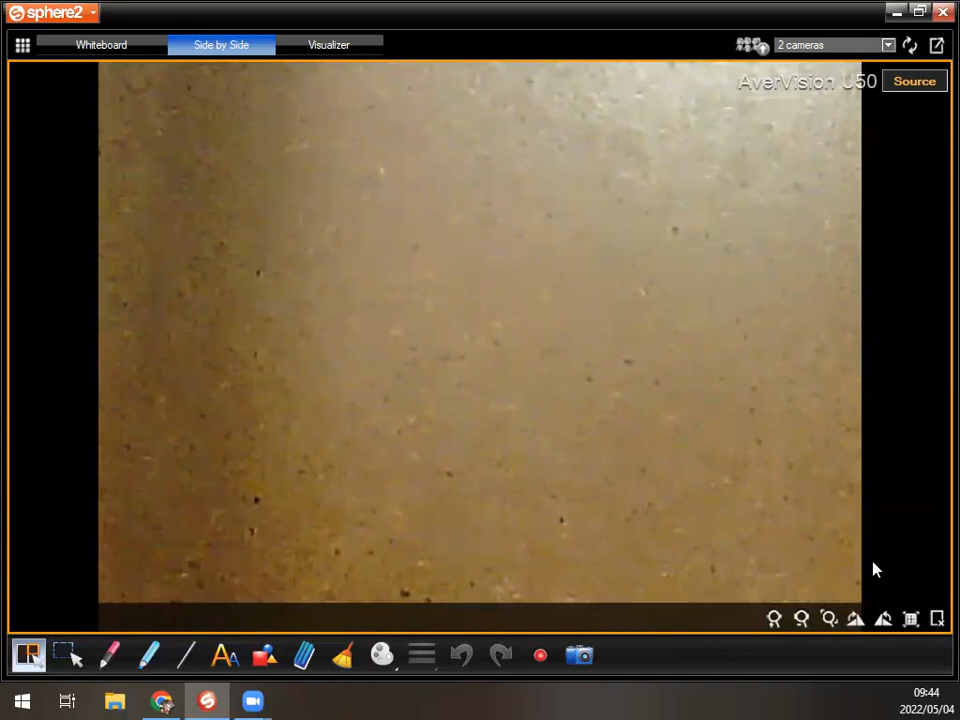 sphere2
Whiteboard
Side by Side
Visualizer
2 cameras
AverVision U50
Source
09:44
2022/05/04